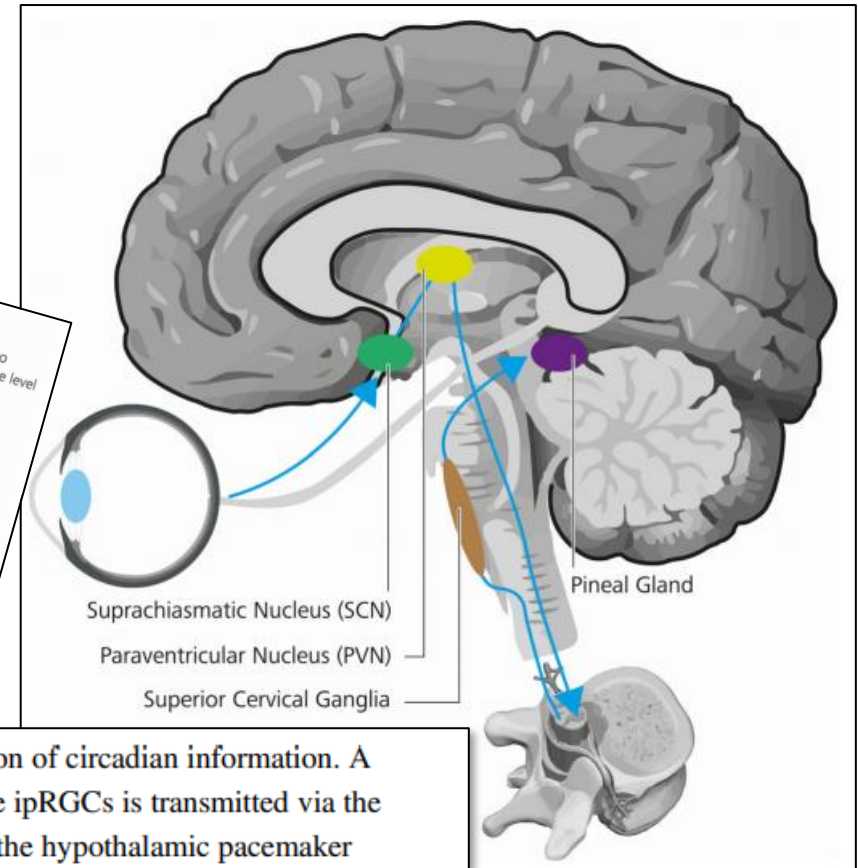 e level
Suprachiasmatic Nucleus (SCN)
Paraventricular Nucleus (PVN)
Superior Cervical Ganglia
Pineal Gland
on of circadian information. A
e ipRGCs is transmitted via the
the hypothalamic pacemaker